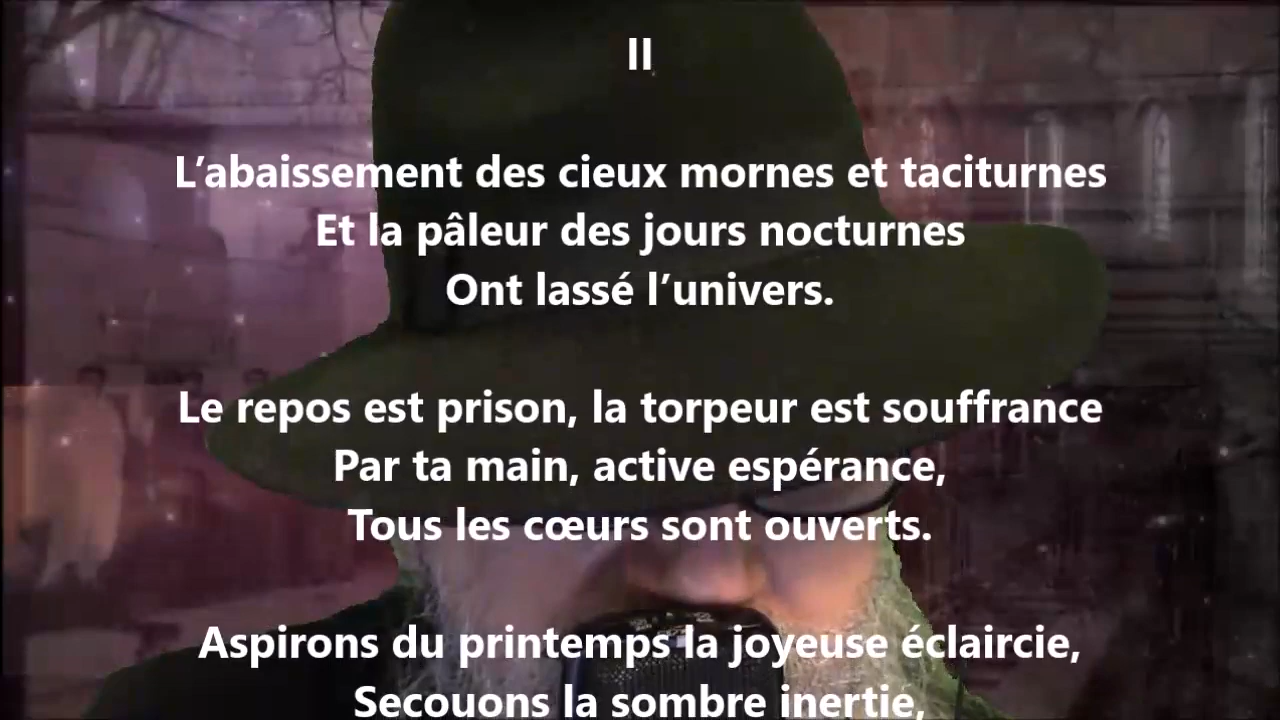 II
L’abaissement des cieux mornes et taciturnes
Et la pâleur des jours nocturnes
Ont lassé l’univers.
Le repos est prison, la torpeur est souffrance
Par ta main, active espérance,
Tous les cœurs sont ouverts.
Aspirons du printemps la joyeuse éclaircie,
Secouons la sombre inertie,